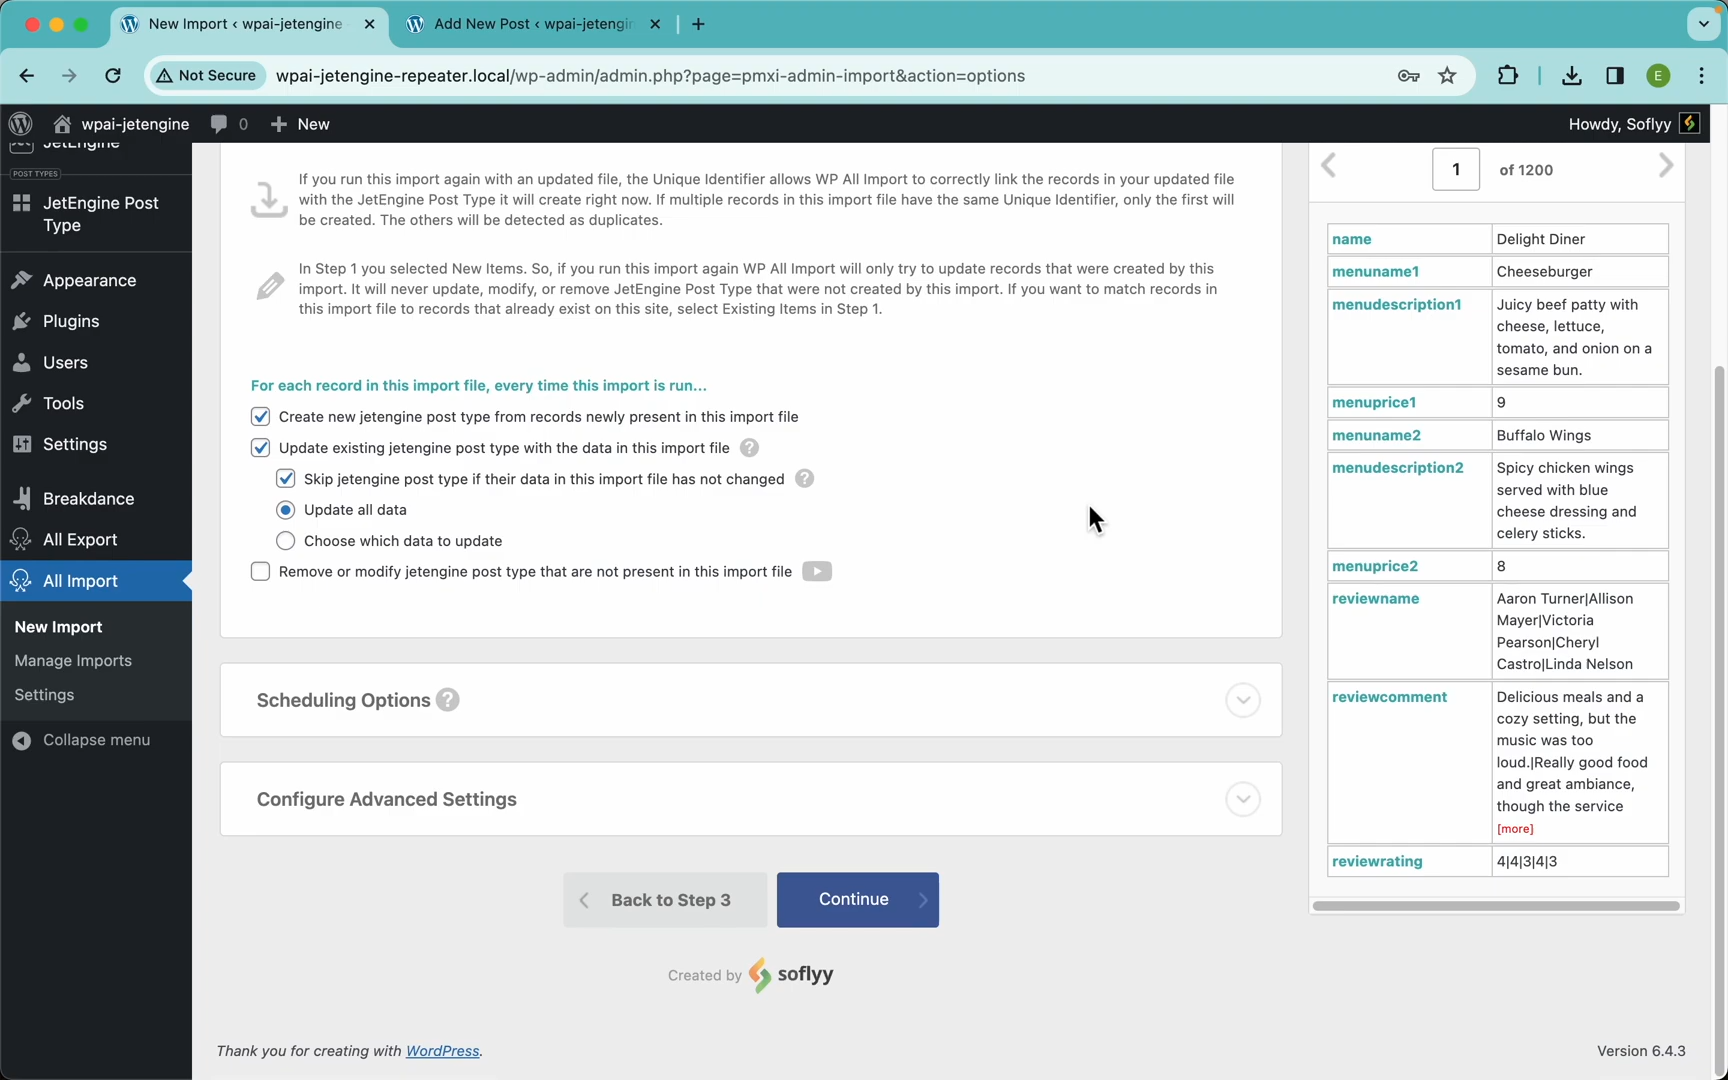 New Import ‹ wpai-jetengine
Add New Post ‹ wpai-jetengin
Not Secure
wpai-jetengine-repeater.local/wp-admin/admin.php?page=pmxi-admin-import&action=options
E
wpai-jetengine
0
New
Howdy, Soflyy
JetEngine
POST TYPES
JetEngine Post
Type
Appearance
Plugins
Users
Tools
Settings
Breakdance
All Export
All Import
New Import
Manage Imports
Settings
Collapse menu
If you run this import again with an updated file, the Unique Identifier allows WP All Import to correctly link the records in your updated file
with the JetEngine Post Type it will create right now. If multiple records in this import file have the same Unique Identifier, only the first will
be created. The others will be detected as duplicates.
In Step 1 you selected New Items. So, if you run this import again WP All Import will only try to update records that were created by this
import. It will never update, modify, or remove JetEngine Post Type that were not created by this import. If you want to match records in
this import file to records that already exist on this site, select Existing Items in Step 1.
For each record in this import file, every time this import is run...
Create new jetengine post type from records newly present in this import file
Update existing jetengine post type with the data in this import file ?
Skip jetengine post type if their data in this import file has not changed ?
Update all data
Choose which data to update
Remove or modify jetengine post type that are not present in this import file
Scheduling Options ?
Configure Advanced Settings
Back to Step 3
Continue
Created by soflyy
Thank you for creating with WordPress.
Version 6.4.3
1 of 1200
name Delight Diner
menuname1 Cheeseburger
menudescription1 Juicy beef patty with
cheese, lettuce,
tomato, and onion on a
sesame bun.
menuprice1 9
menuname2 Buffalo Wings
menudescription2 Spicy chicken wings
served with blue
cheese dressing and
celery sticks.
menuprice2 8
reviewname Aaron Turner|Allison
Mayer|Victoria
Pearson|Cheryl
Castro|Linda Nelson
reviewcomment Delicious meals and a
cozy setting, but the
music was too
loud.|Really good food
and great ambiance,
though the service
[more]
reviewrating 4|4|3|4|3